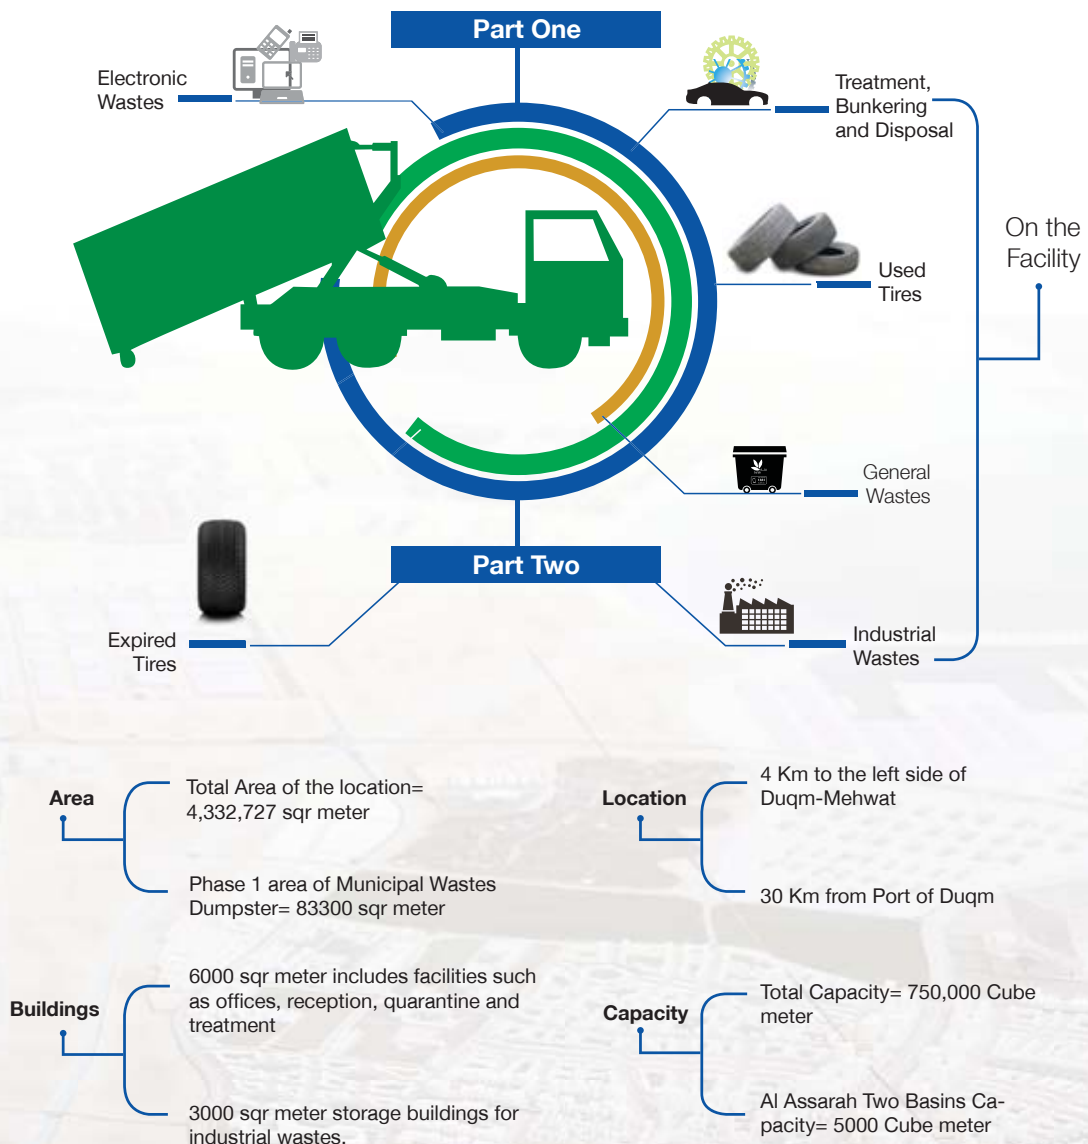 Part One
Electronic
Wastes
Treatment,
Bunkering
and Disposal
On the
Facility
Used
Tires
General
Wastes
Part Two
Expired
Tires
Industrial
Wastes
Area
Total Area of the location=
4,332,727 sqr meter
Phase 1 area of Municipal Wastes
Dumpster= 83300 sqr meter
Location
4 Km to the left side of
Duqm-Mehwat
30 Km from Port of Duqm
Buildings
6000 sqr meter includes facilities such
as offices, reception, quarantine and
treatment
3000 sqr meter storage buildings for
industrial wastes.
Capacity
Total Capacity= 750,000 Cube
meter
Al Assarah Two Basins Ca-
pacity= 5000 Cube meter